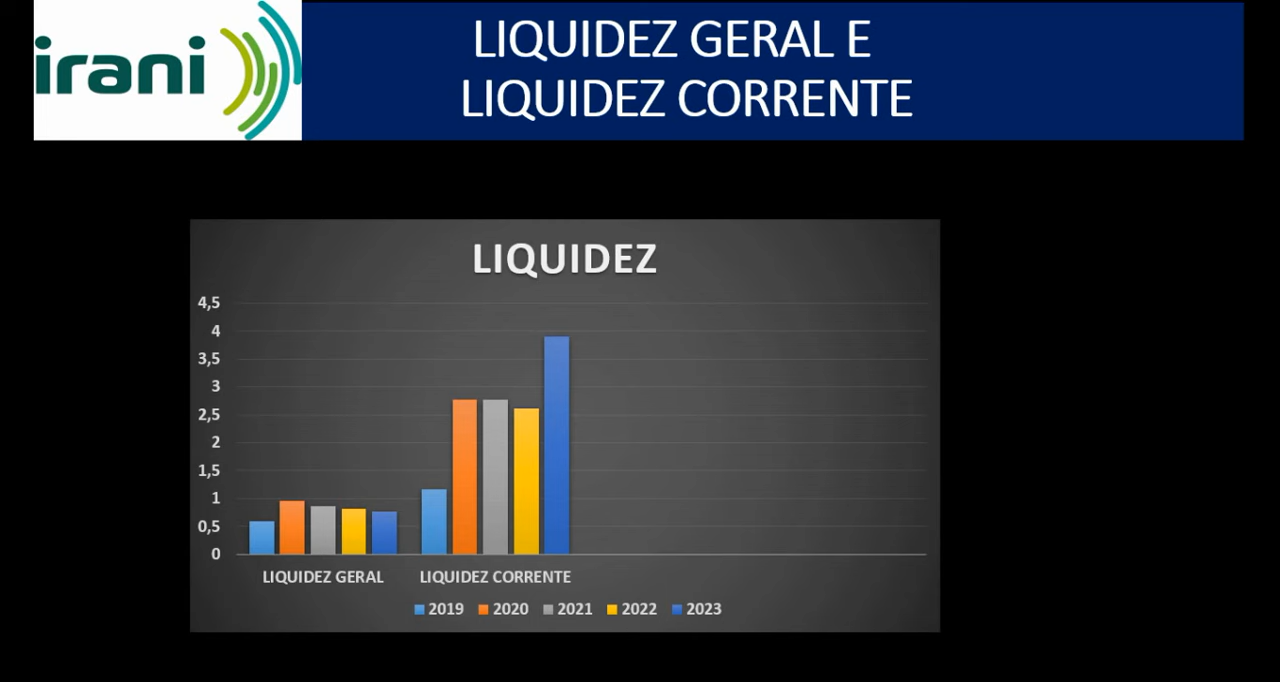 irani
LIQUIDEZ GERAL E
LIQUIDEZ CORRENTE
LIQUIDEZ
4,5
4
3,5
3
2,5
2
1,5
1
0,5
0
LIQUIDEZ GERAL LIQUIDEZ CORRENTE
2019 2020 2021 2022 2023